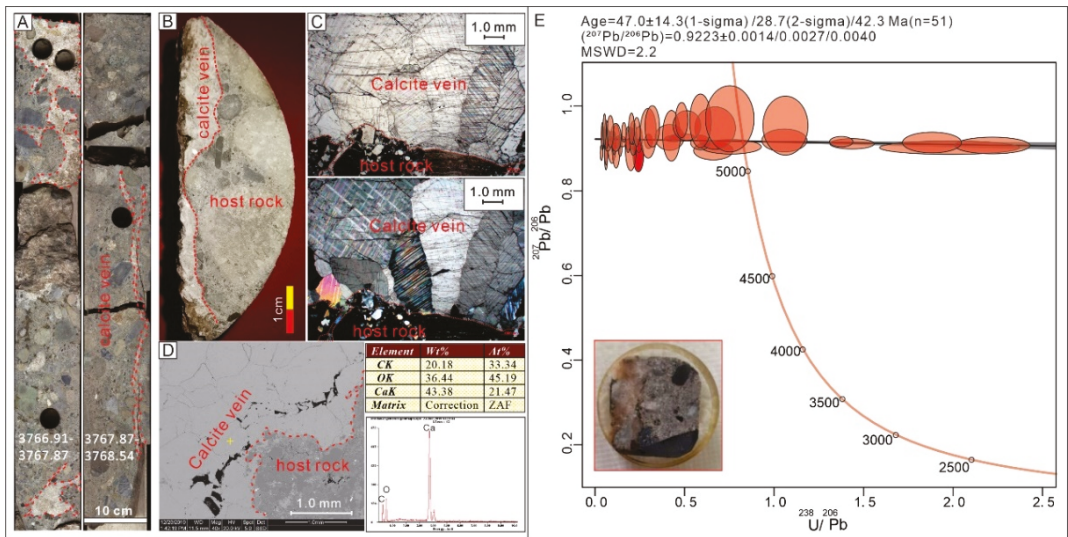 A
3766.91-
3767.87
3767.87-
3768.54
calcite vein
10 cm
B
calcite vein
host rock
1cm
C
1.0 mm
Calcite vein
host rock
1.0 mm
Calcite vein
host rock
D
Calcite vein
host rock
1.0 mm
Element Wt% At%
CK 20.18 33.34
OK 36.44 45.19
CaK 43.38 21.47
Matrix Correction ZAF
Ca
O
C
E
Age=47.0±14.3(1-sigma) /28.7(2-sigma)/42.3 Ma(n=51)
(²⁰⁷Pb/²⁰⁶Pb)=0.9223±0.0014/0.0027/0.0040
MSWD=2.2
²⁰⁷Pb/²⁰⁶Pb
1.0
0.8
0.6
0.4
0.2
5000
4500
4000
3500
3000
2500
0.0 0.5 1.0 1.5 2.0 2.5
²³⁸U/²⁰⁶Pb